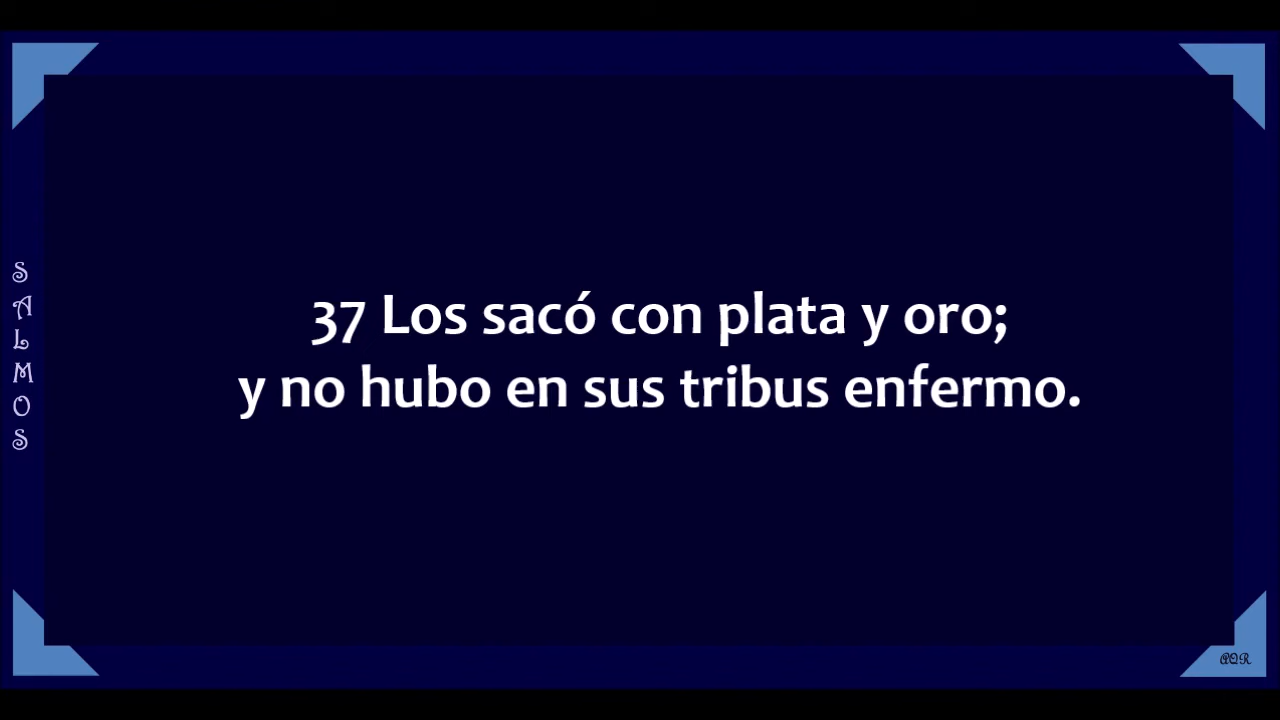 SALMOS
37 Los sacó con plata y oro;
y no hubo en sus tribus enfermo.